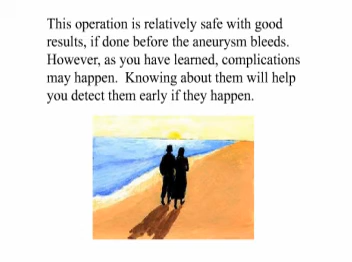 This operation is relatively safe with good
results, if done before the aneurysm bleeds.
However, as you have learned, complications
may happen.  Knowing about them will help
you detect them early if they happen.